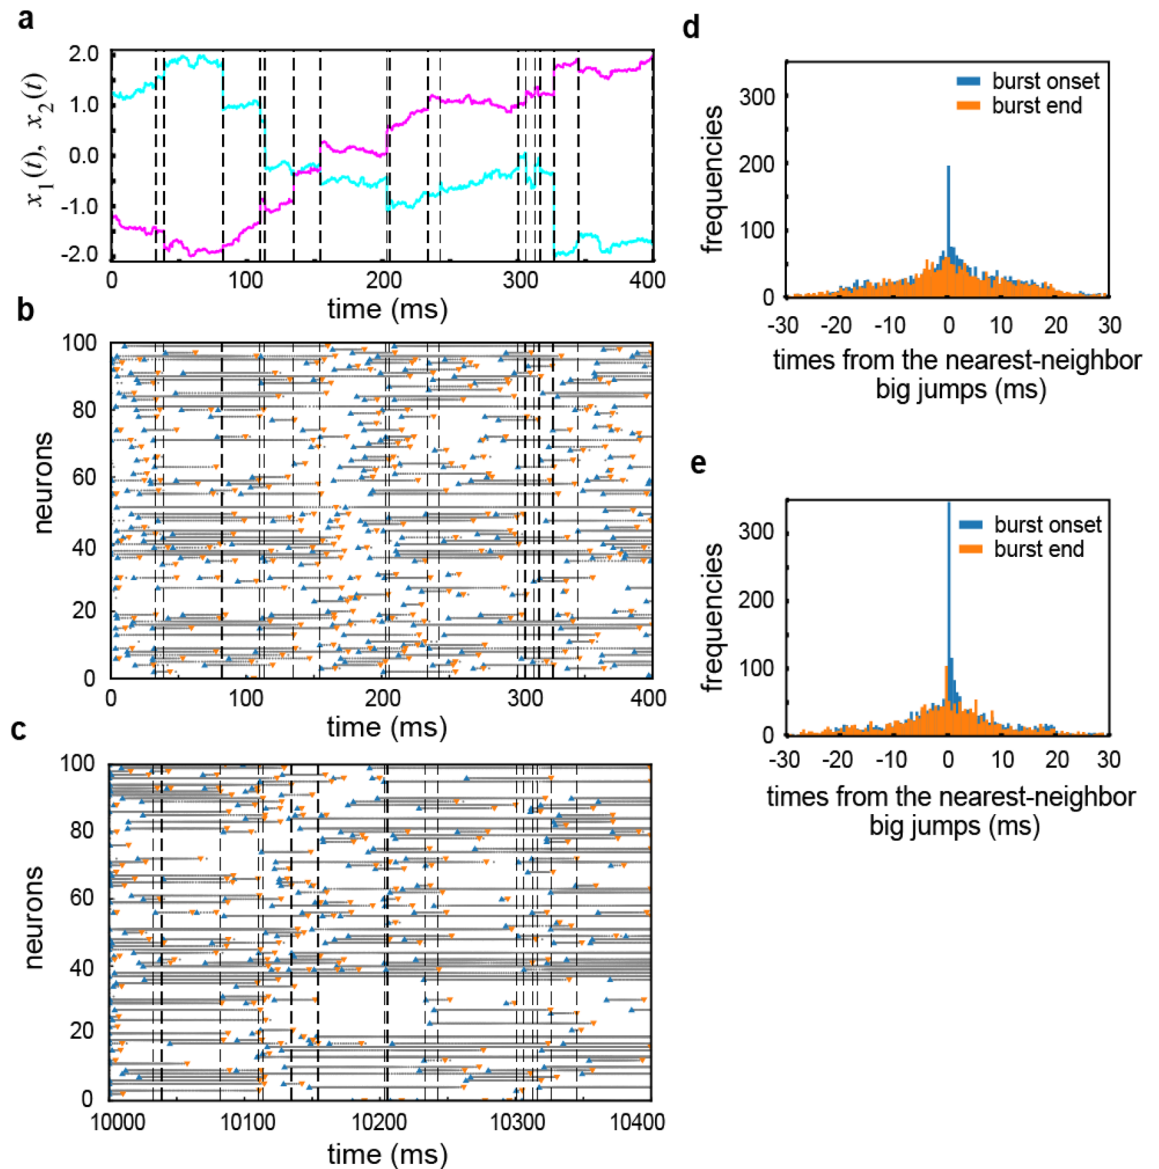 a
x₁(t), x₂(t)
2.0
1.0
0.0
-1.0
-2.0
0 100 200 300 400
time (ms)
b
neurons
100
80
60
40
20
0
0 100 200 300 400
time (ms)
c
neurons
100
80
60
40
20
0
10000 10100 10200 10300 10400
time (ms)
d
frequencies
300
200
100
0
burst onset
burst end
-30 -20 -10 0 10 20 30
times from the nearest-neighbor
big jumps (ms)
e
frequencies
300
200
100
0
burst onset
burst end
-30 -20 -10 0 10 20 30
times from the nearest-neighbor
big jumps (ms)